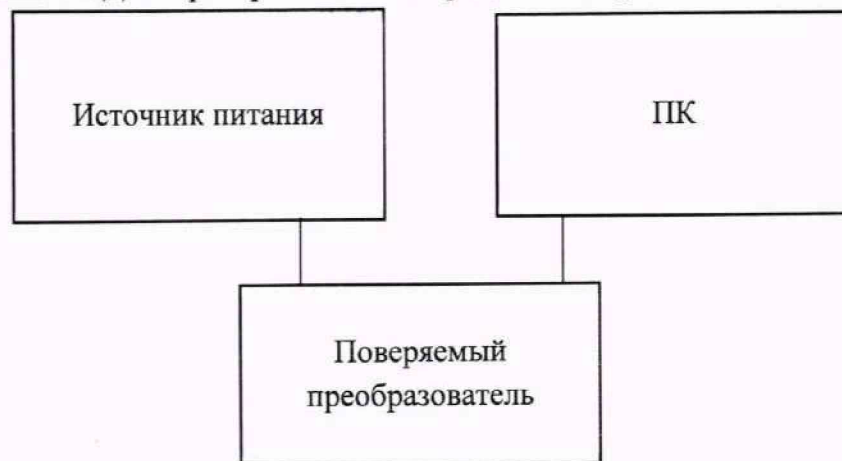 Источник питания
ПК
Поверяемый
преобразователь